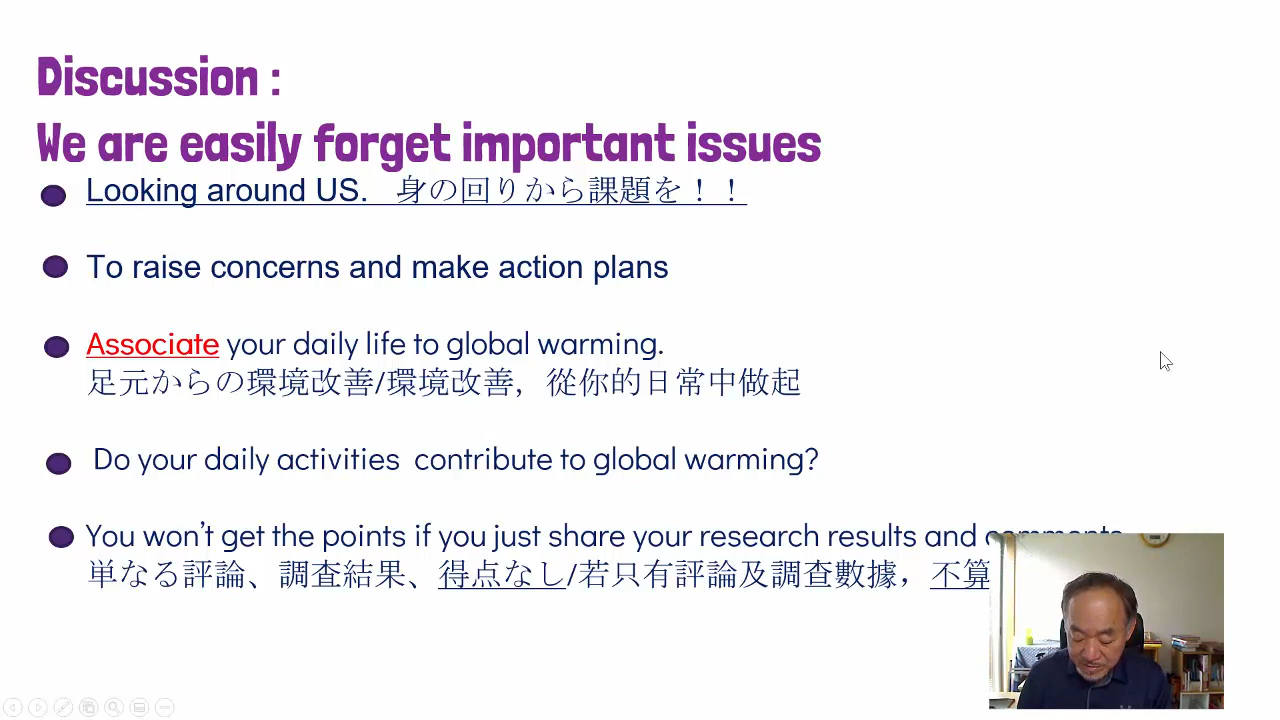 Discussion :
We are easily forget important issues
Looking around US. 身の回りから課題を！！
To raise concerns and make action plans
Associate your daily life to global warming.
足元からの環境改善/環境改善，從你的日常中做起
Do your daily activities contribute to global warming?
You won't get the points if you just share your research results and comments
単なる評論、調査結果、得点なし/若只有評論及調查數據，不算